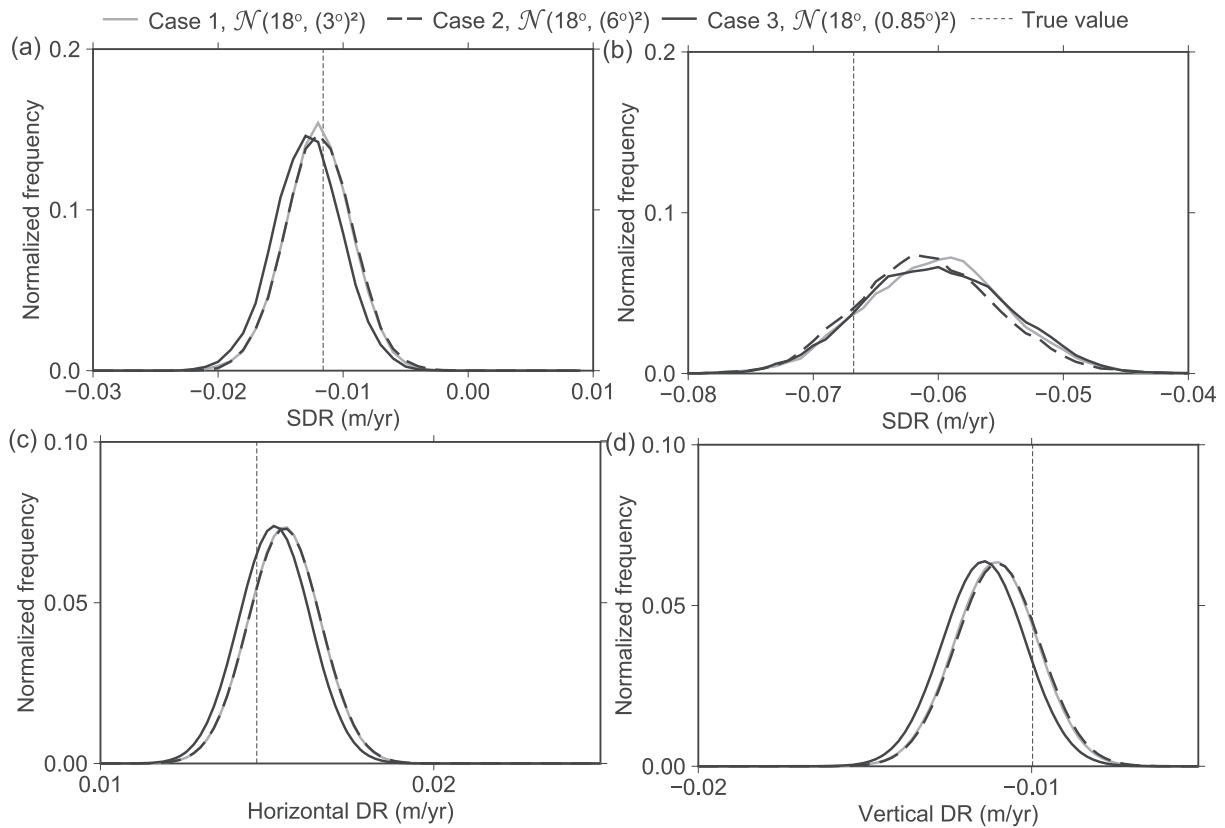 Case 1, 𝒩(18°, (3°)²) Case 2, 𝒩(18°, (6°)²) Case 3, 𝒩(18°, (0.85°)²) True value
(a) (b)
0.2 0.2
Normalized frequency Normalized frequency
0.1 0.1
0.0 0.0
−0.03 −0.02 −0.01 0.00 0.01 −0.08 −0.07 −0.06 −0.05 −0.04
SDR (m/yr) SDR (m/yr)
(c) (d)
0.10 0.10
Normalized frequency Normalized frequency
0.05 0.05
0.00 0.00
0.01 0.02 −0.02 −0.01
Horizontal DR (m/yr) Vertical DR (m/yr)